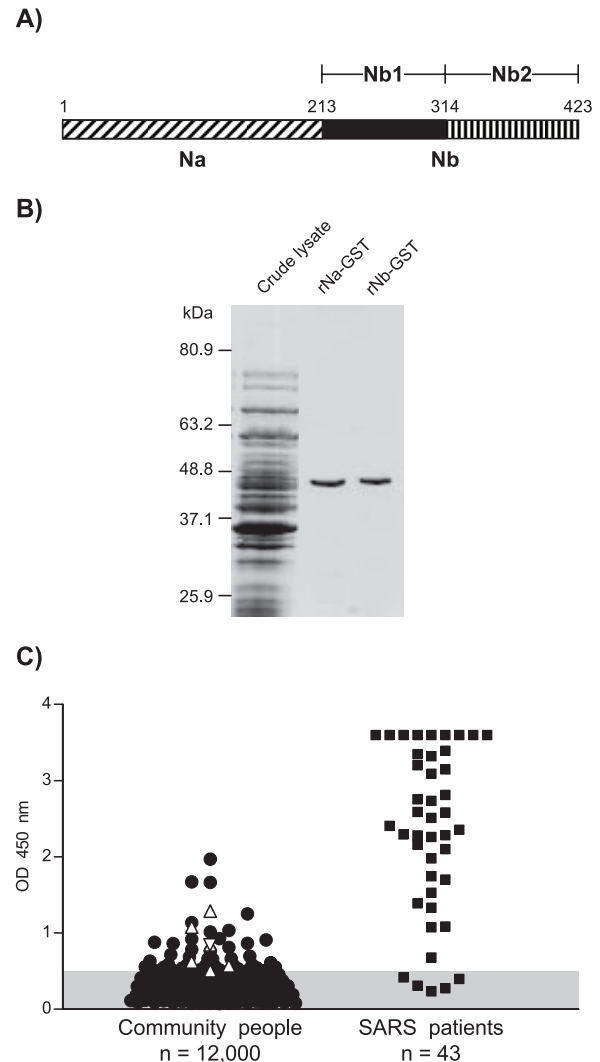 A)
Nb1 Nb2
1 213 314 423
Na Nb
B)
Crude lysate
rNa-GST
rNb-GST
kDa
80.9
63.2
48.8
37.1
25.9
C)
4
3
2
1
0
OD 450 nm
Community people SARS patients
n = 12,000 n = 43